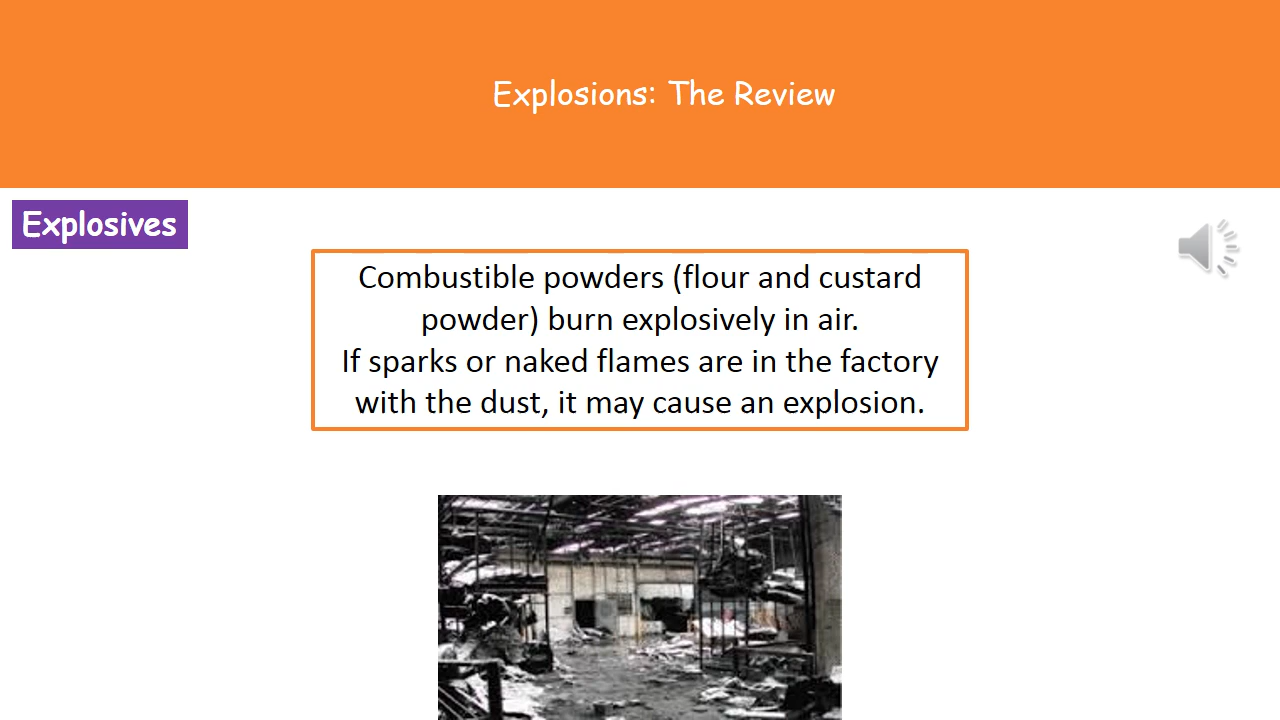 Explosions: The Review
Explosives
Combustible powders (flour and custard
powder) burn explosively in air.
If sparks or naked flames are in the factory
with the dust, it may cause an explosion.